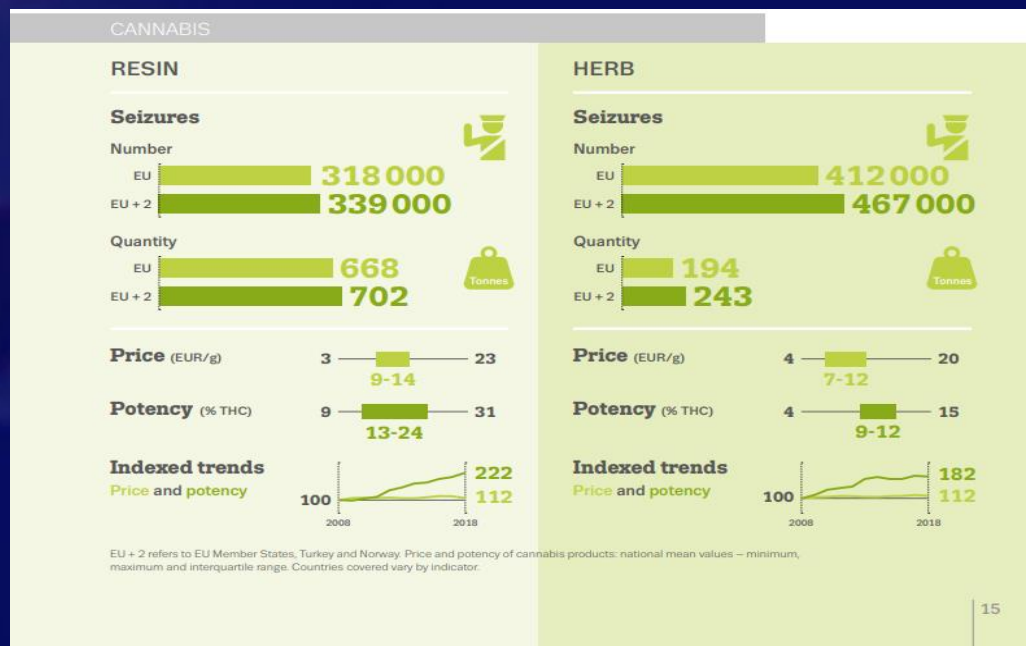 CANNABIS
RESIN
Seizures
Number
EU 318 000
EU + 2 339 000
Quantity
EU 668
EU + 2 702
Tonnes
Price (EUR/g) 3 23
9-14
Potency (% THC) 9 31
13-24
Indexed trends
Price and potency
222
100 112
2008 2018
HERB
Seizures
Number
EU 412 000
EU + 2 467 000
Quantity
EU 194
EU + 2 243
Tonnes
Price (EUR/g) 4 20
7-12
Potency (% THC) 4 15
9-12
Indexed trends
Price and potency
182
100 112
2008 2018
EU + 2 refers to EU Member States, Turkey and Norway. Price and potency of cannabis products: national mean values – minimum,
maximum and interquartile range. Countries covered vary by indicator.
15